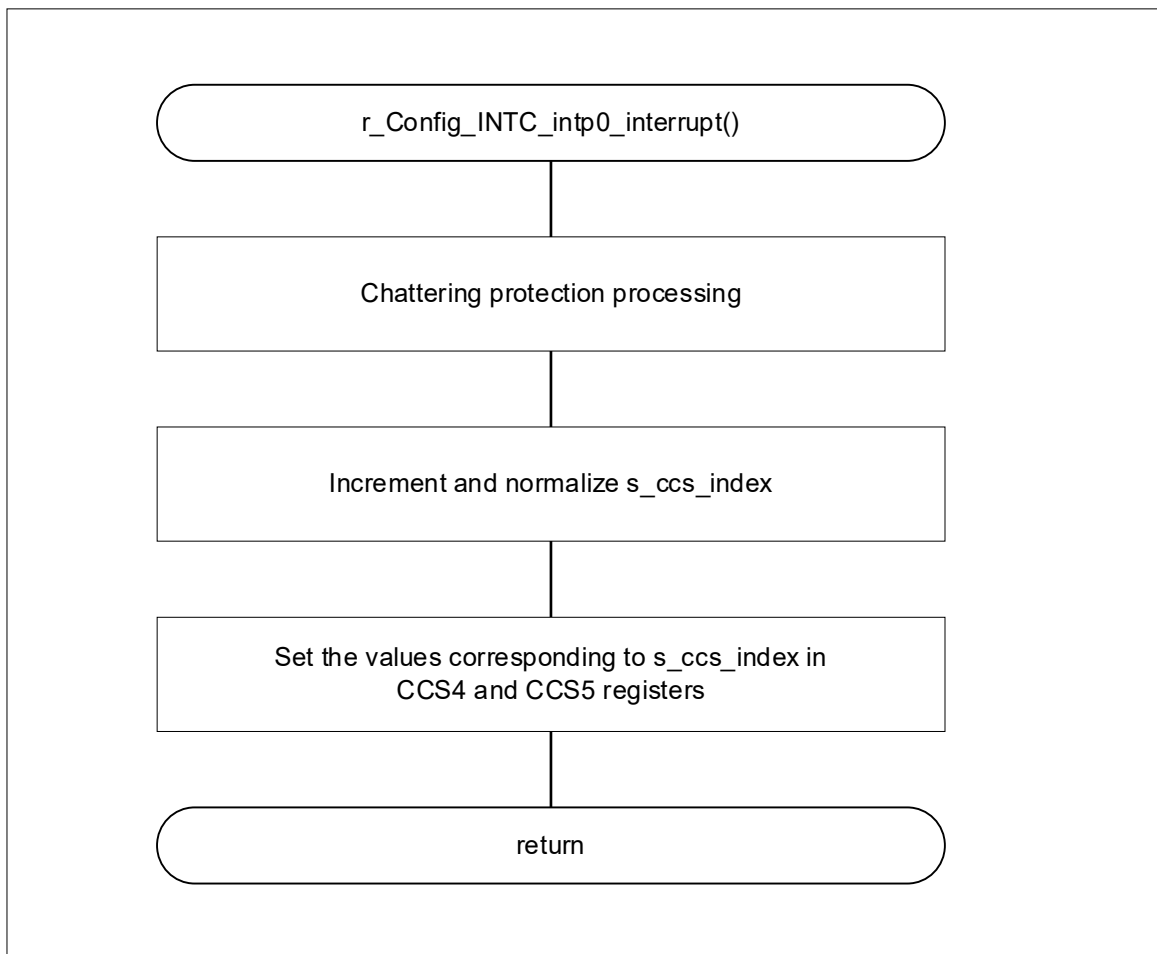 r_Config_INTC_intp0_interrupt()
Chattering protection processing
Increment and normalize s_ccs_index
Set the values corresponding to s_ccs_index in
CCS4 and CCS5 registers
return